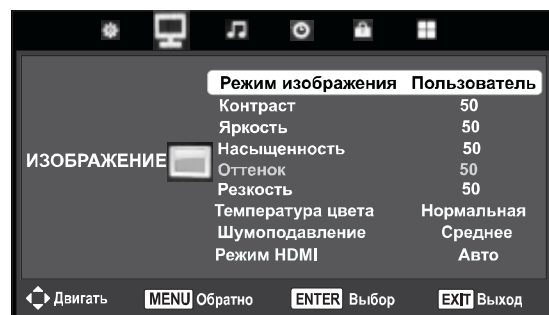 Режим изображения Пользователь
Контраст 50
Яркость 50
ИЗОБРАЖЕНИЕ Насыщенность 50
Оттенок 50
Резкость 50
Температура цвета Нормальная
Шумоподавление Среднее
Режим HDMI Авто
Двигать MENU Обратно ENTER Выбор EXIT Выход